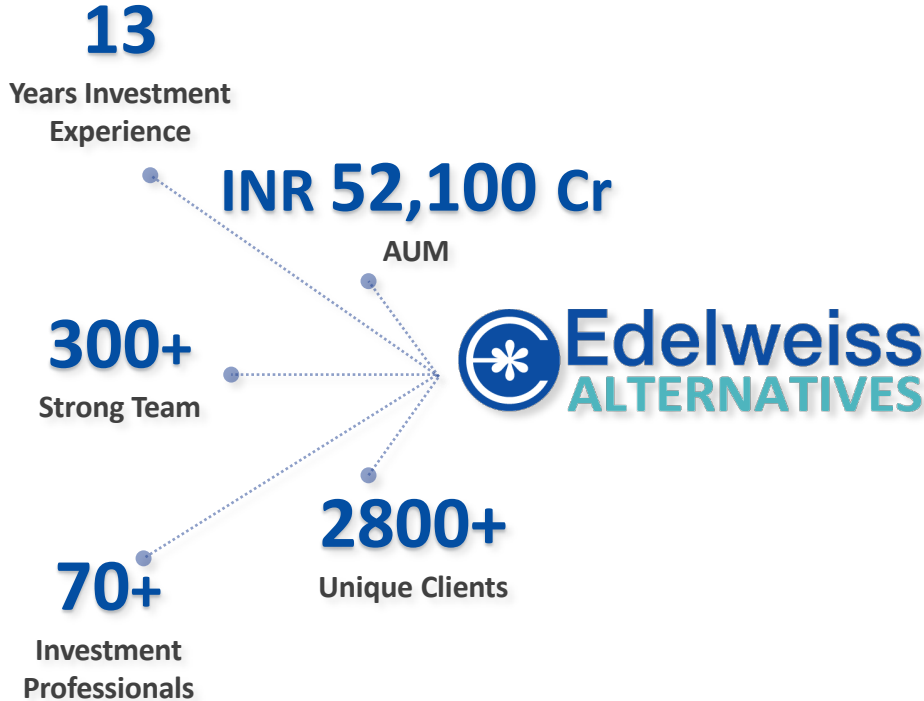 13
Years Investment
Experience
INR 52,100 Cr
AUM
300+
Strong Team
Edelweiss
ALTERNATIVES
2800+
Unique Clients
70+
Investment
Professionals